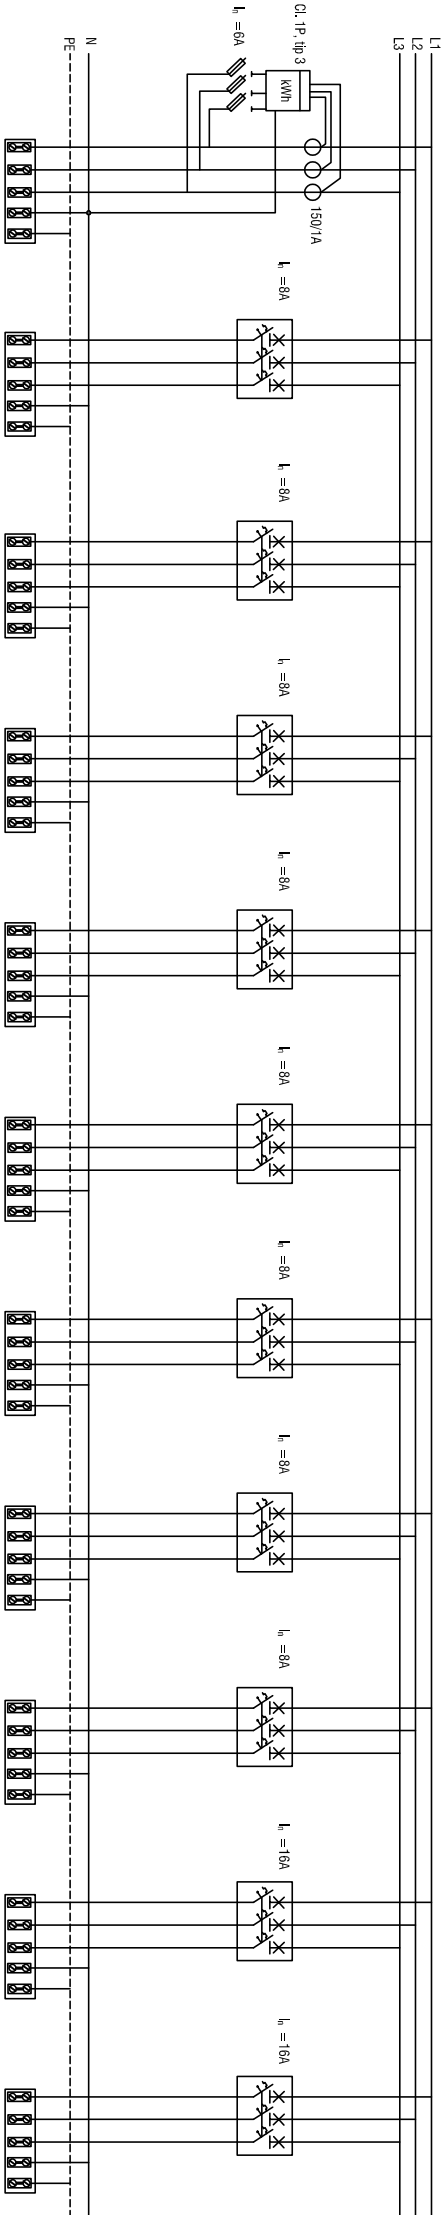 L1
L2
L3
Cl. 1P, tip 3
kWh
150/1A
In =6A
N
PE
In =8A
In =8A
In =8A
In =8A
In =8A
In =8A
In =8A
In =8A
In =16A
In =16A